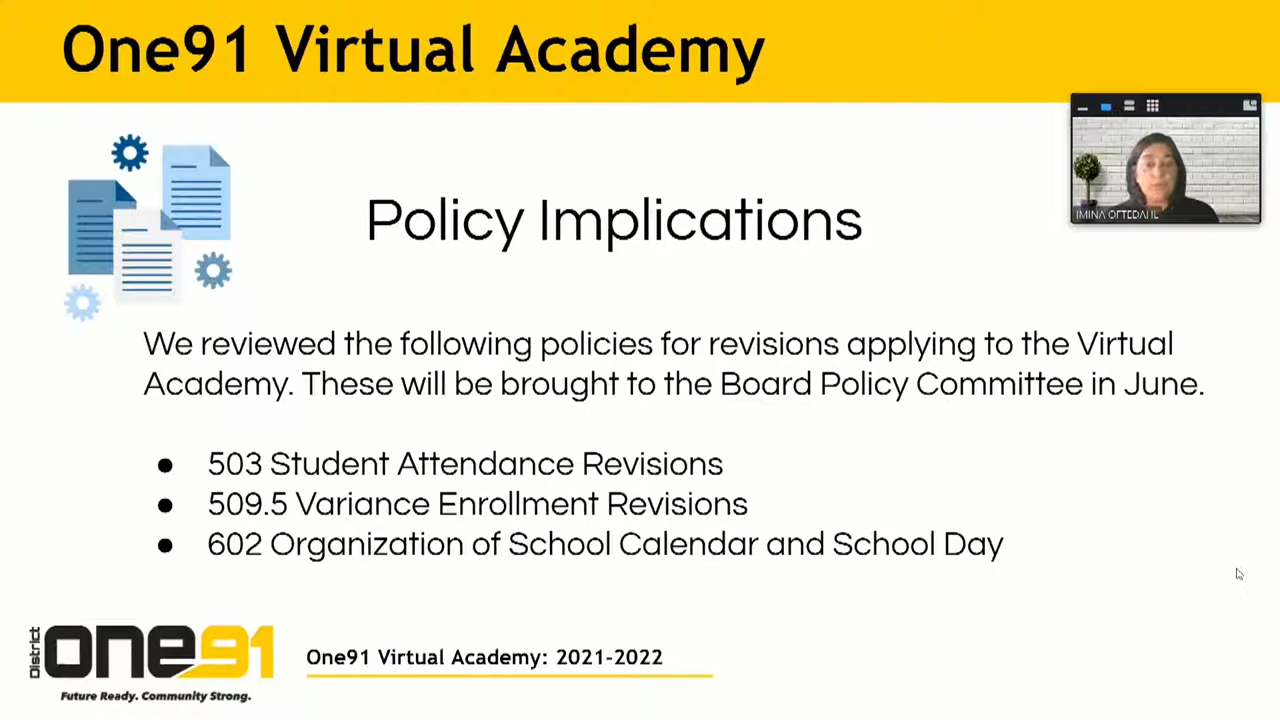 One91 Virtual Academy
IMINA OFTEDAHL
Policy Implications
We reviewed the following policies for revisions applying to the Virtual
Academy. These will be brought to the Board Policy Committee in June.
● 503 Student Attendance Revisions
● 509.5 Variance Enrollment Revisions
● 602 Organization of School Calendar and School Day
District
one91
Future Ready. Community Strong.
One91 Virtual Academy: 2021-2022